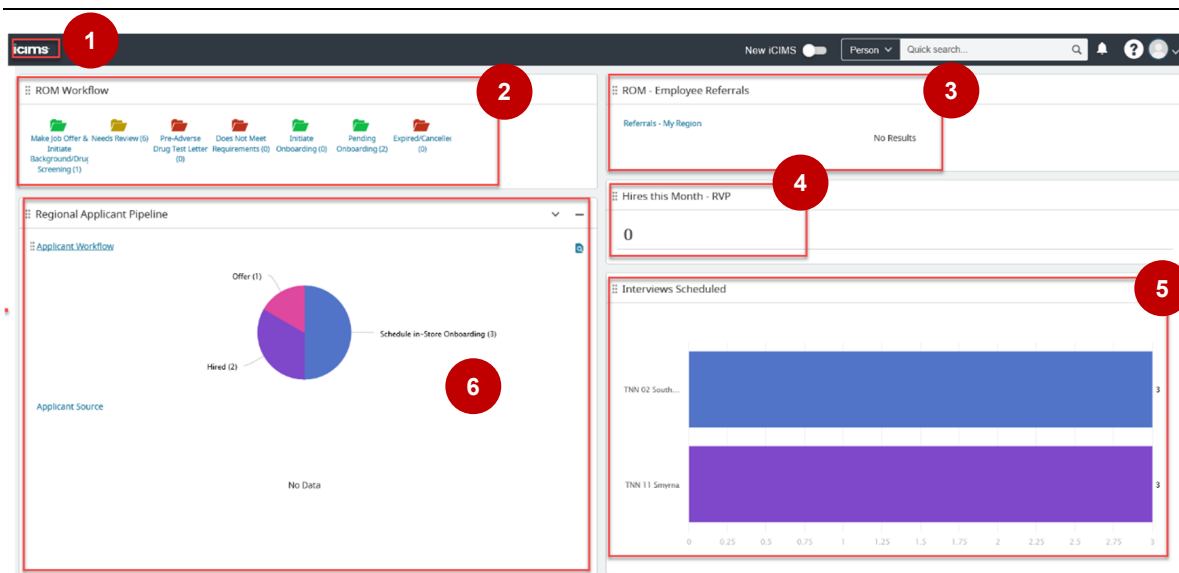 icims
1
New iCIMS
Person
Quick search...
?
ROM Workflow
2
Make Job Offer & Initiate Background/Drug Screening (1)
Needs Review (6)
Pre-Adverse Drug Test Letter (0)
Does Not Meet Requirements (0)
Initiate Onboarding (0)
Pending Onboarding (2)
Expired/Cancelled (0)
ROM - Employee Referrals
3
Referrals - My Region
No Results
Hires this Month - RVP
4
0
Regional Applicant Pipeline
Applicant Workflow
Offer (1)
Schedule in-Store Onboarding (3)
Hired (2)
6
Applicant Source
No Data
Interviews Scheduled
5
TNN 02 South...
3
TNN 11 Smyrna
3
0 0.25 0.5 0.75 1 1.25 1.5 1.75 2 2.25 2.5 2.75 3